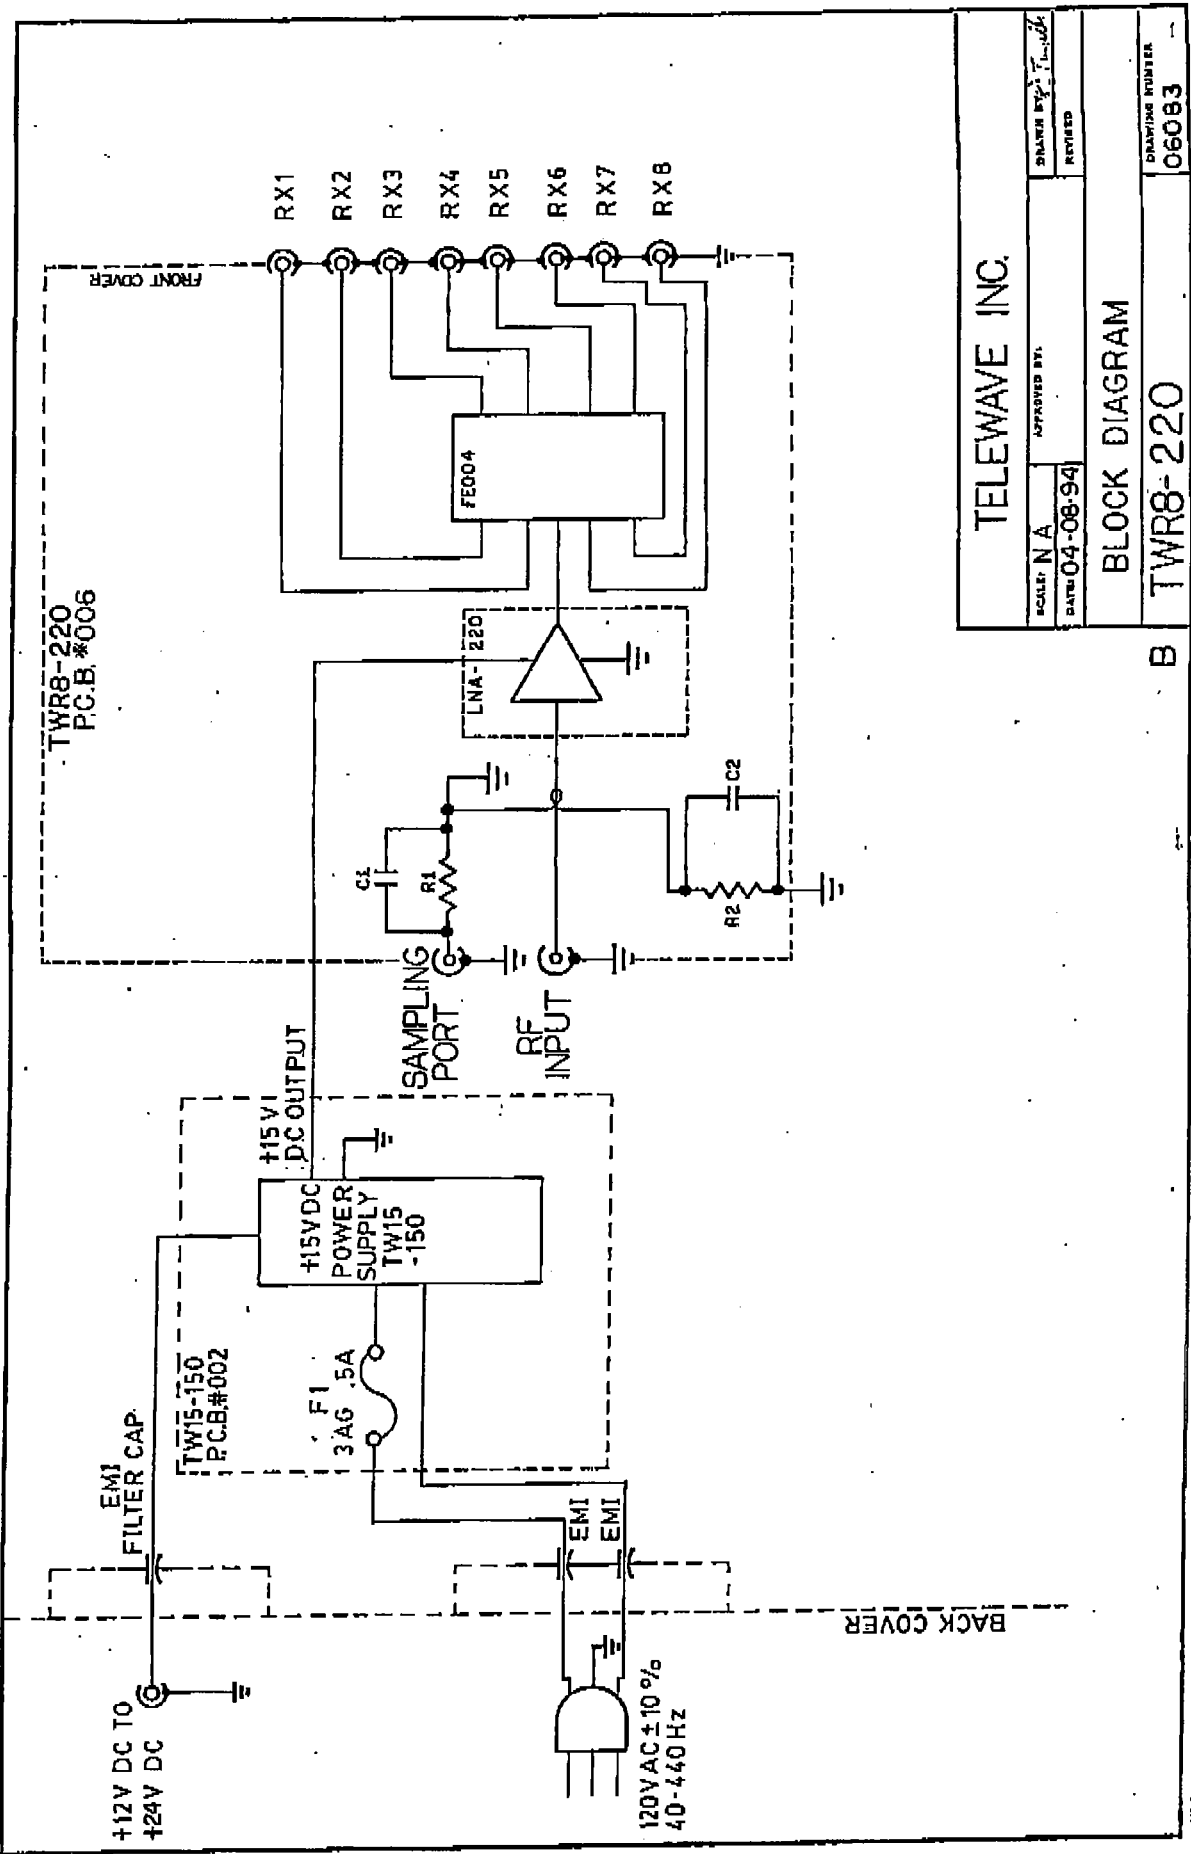 +12V DC TO
+24V DC
EMI
FILTER CAP.
TW15-150
P.C.B.#002
F1
3 AG .5A
+15VDC
POWER
SUPPLY
TW15
-150
+15V
DC OUTPUT
120VAC±10%
40-440Hz
EMI
EMI
BACK COVER
TWR8-220
P.C.B.#006
FRONT COVER
SAMPLING
PORT
RF
INPUT
C1
R1
R2
C2
LNA-220
FE004
RX1
RX2
RX3
RX4
RX5
RX6
RX7
RX8
TELEWAVE INC.
SCALE: NA
APPROVED BY:
DRAWN BY
DATE: 04-08-94
REVISED
BLOCK DIAGRAM
B
TWR8-220
DRAWING NUMBER
06083